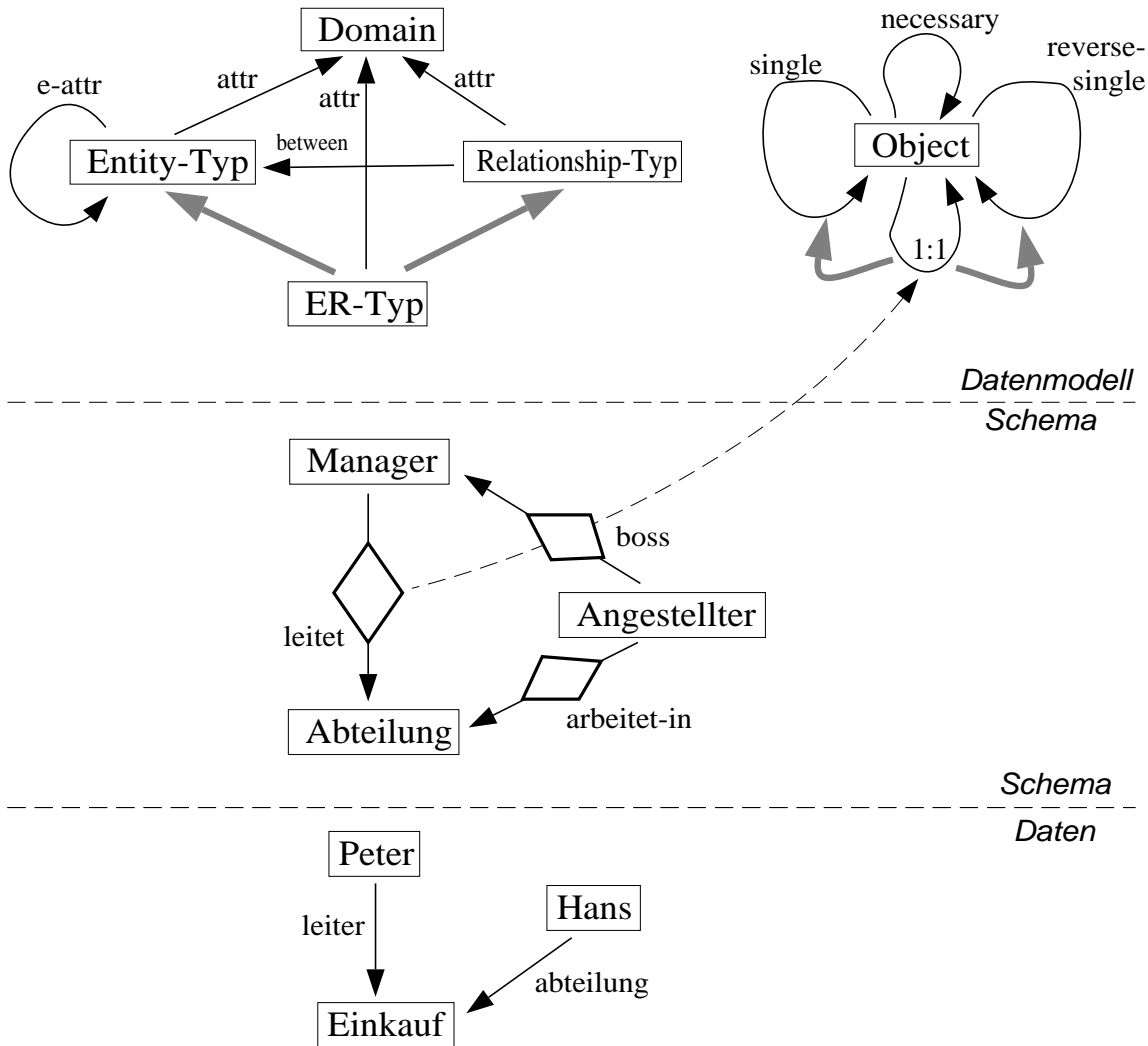 Domain
necessary
reverse-
single
single
e-attr
attr
attr
attr
Entity-Typ
between
Relationship-Typ
Object
1:1
ER-Typ
Datenmodell
Schema
Manager
boss
Angestellter
leitet
arbeitet-in
Abteilung
Schema
Daten
Peter
Hans
leiter
abteilung
Einkauf